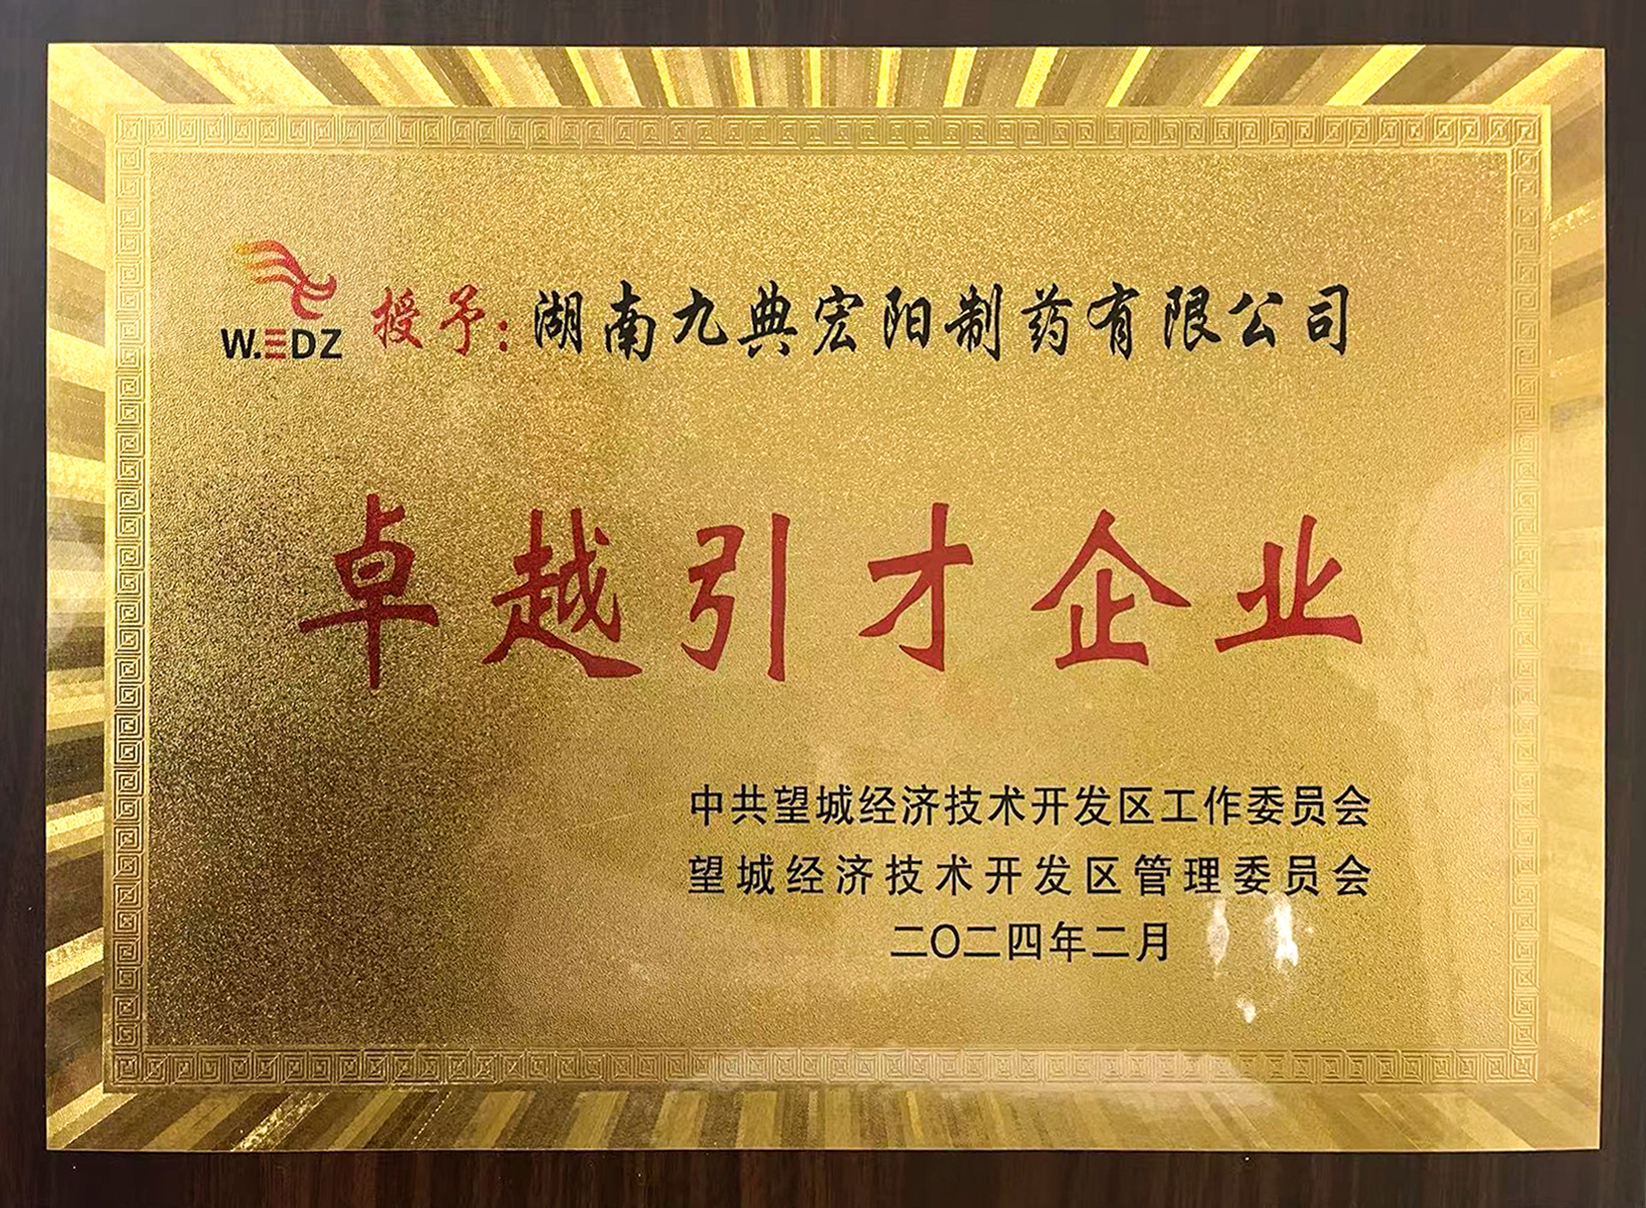 W.EDZ
授予:湖南九典宏阳制药有限公司
卓越引才企业
中共望城经济技术开发区工作委员会
望城经济技术开发区管理委员会
二〇二四年二月